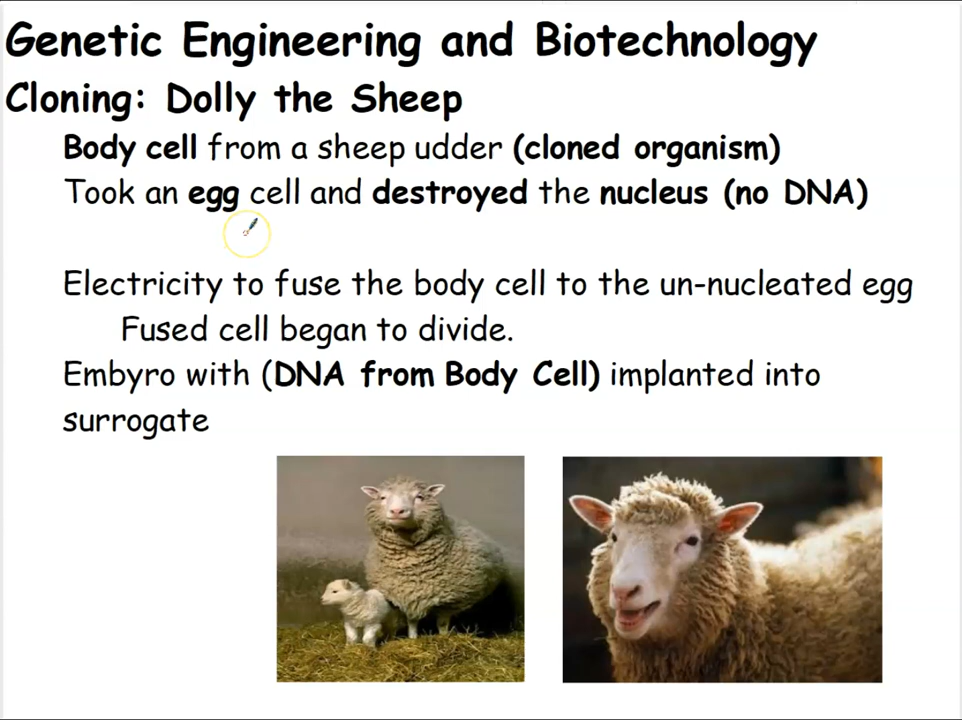 Genetic Engineering and Biotechnology
Cloning: Dolly the Sheep
Body cell from a sheep udder (cloned organism)
Took an egg cell and destroyed the nucleus (no DNA)
Electricity to fuse the body cell to the un-nucleated egg
Fused cell began to divide.
Embyro with (DNA from Body Cell) implanted into
surrogate